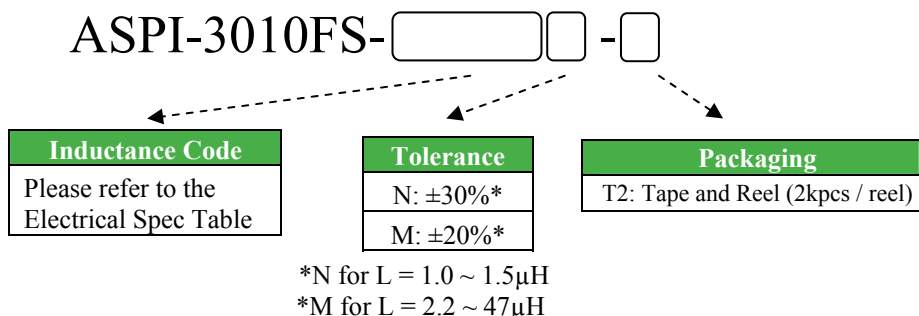 ASPI-3010FS- -
Inductance Code
Please refer to the
Electrical Spec Table
Tolerance
N: ±30%*
M: ±20%*
*N for L = 1.0 ~ 1.5µH
*M for L = 2.2 ~ 47µH
Packaging
T2: Tape and Reel (2kpcs / reel)